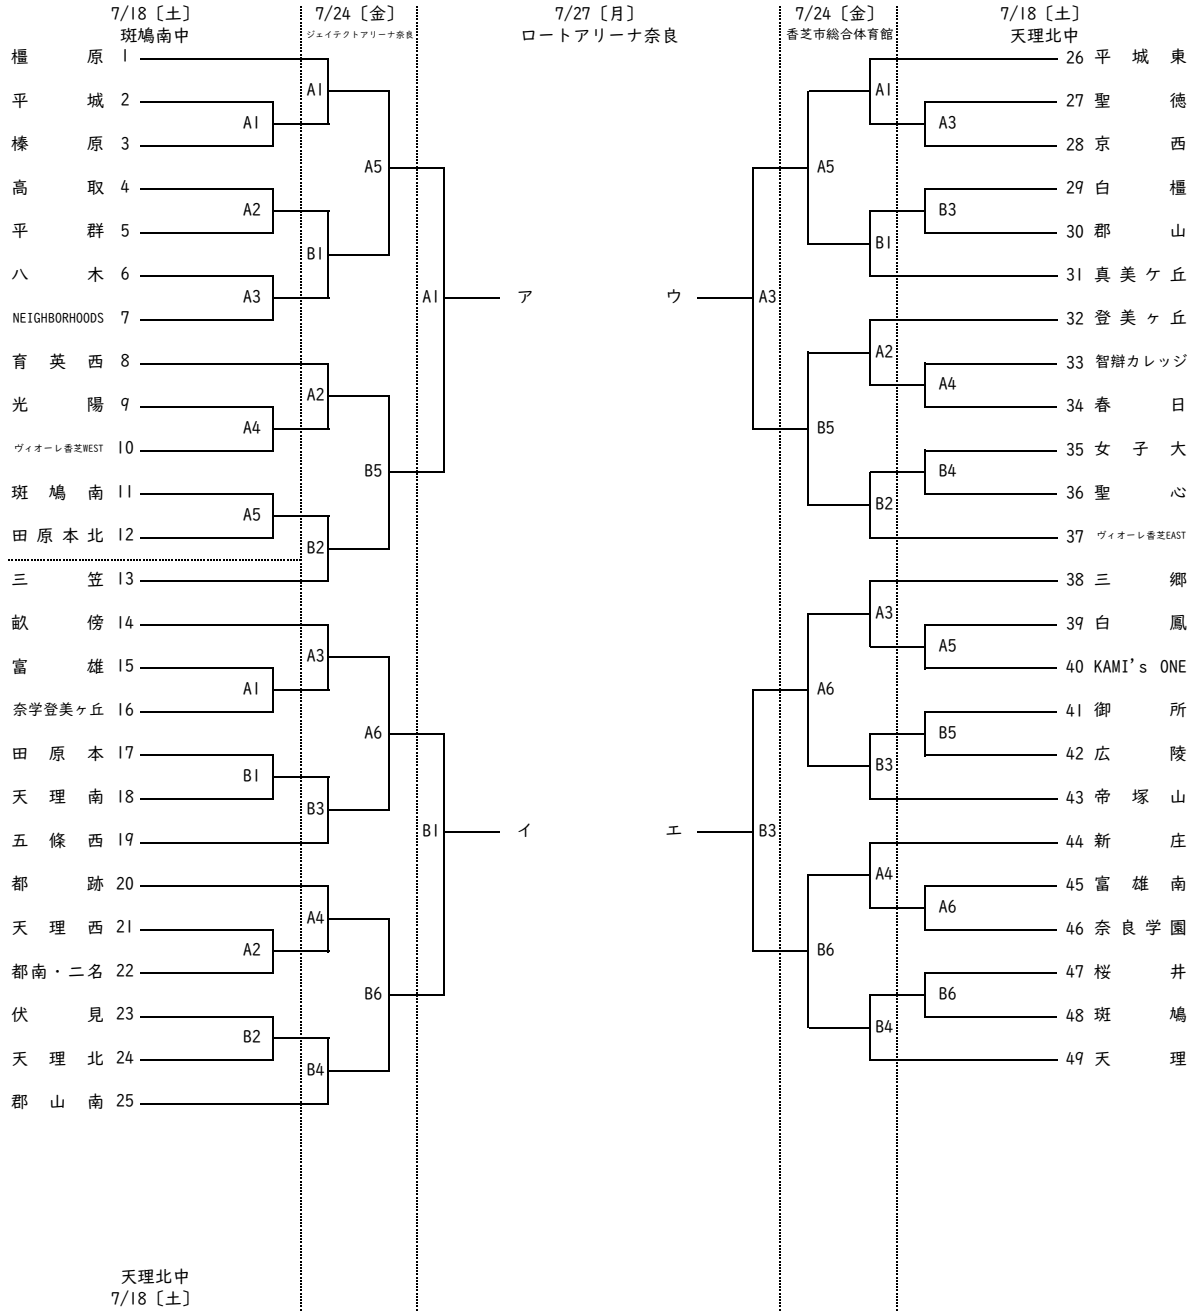 7/18〔土〕 7/24〔金〕 7/27〔月〕 7/24〔金〕 7/18〔土〕
斑鳩南中 ジェイテクトアリーナ奈良 ロートアリーナ奈良 香芝市総合体育館 天理北中
橿原 1
平城 2
榛原 3
高取 4
平群 5
八木 6
NEIGHBORHOODS 7
育英西 8
光陽 9
ヴィオーレ香芝WEST 10
斑鳩南 11
田原本北 12
三笠 13
畝傍 14
富雄 15
奈学登美ヶ丘 16
田原本 17
天理南 18
五條西 19
都跡 20
天理西 21
都南・二名 22
伏見 23
天理北 24
郡山南 25
A1
A2
A3
A4
A5
A1
B1
A2
B2
A1
B1
A2
B2
A3
B3
A4
B4
A5
B5
A6
B6
A1
B1
ア
イ
ウ
エ
A3
B3
A5
B5
A6
B6
A1
B1
A2
B2
A3
B3
A4
B4
A3
B3
A4
B4
A5
B5
A6
B6
26 平城東
27 聖徳
28 京西
29 白橿
30 郡山
31 真美ケ丘
32 登美ヶ丘
33 智辯カレッジ
34 春日
35 女子大
36 聖心
37 ヴィオーレ香芝EAST
38 三郷
39 白鳳
40 KAMI's ONE
41 御所
42 広陵
43 帝塚山
44 新庄
45 富雄南
46 奈良学園
47 桜井
48 斑鳩
49 天理
天理北中
7/18〔土〕